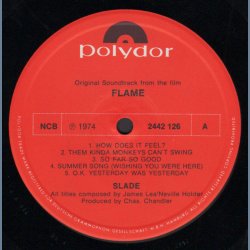 polydor
Original Soundtrack from the film
FLAME
NCB ℗ 1974 2442 126 A
1. HOW DOES IT FEEL?
2. THEM KINDA MONKEYS CAN'T SWING
3. SO FAR-SO GOOD
4. SUMMER SONG (WISHING YOU WERE HERE)
5. O.K. YESTERDAY WAS YESTERDAY
SLADE
All titles composed by James Lea/Neville Holder
Produced by Chas. Chandler